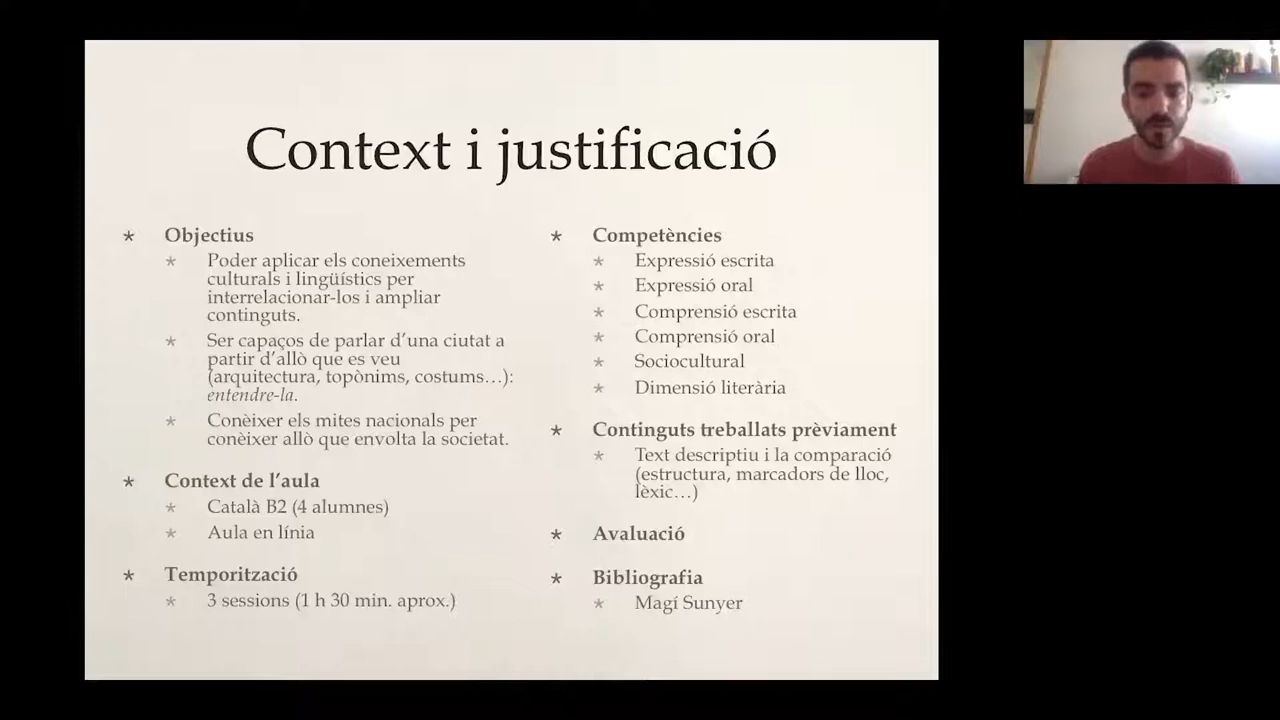 Context i justificació
* Objectius
* Poder aplicar els coneixements
culturals i lingüístics per
interrelacionar-los i ampliar
continguts.
* Ser capaços de parlar d'una ciutat a
partir d'allò que es veu
(arquitectura, topònims, costums…):
entendre-la.
* Conèixer els mites nacionals per
conèixer allò que envolta la societat.
* Context de l'aula
* Català B2 (4 alumnes)
* Aula en línia
* Temporització
* 3 sessions (1 h 30 min. aprox.)
* Competències
* Expressió escrita
* Expressió oral
* Comprensió escrita
* Comprensió oral
* Sociocultural
* Dimensió literària
* Continguts treballats prèviament
* Text descriptiu i la comparació
(estructura, marcadors de lloc,
lèxic…)
* Avaluació
* Bibliografia
* Magí Sunyer